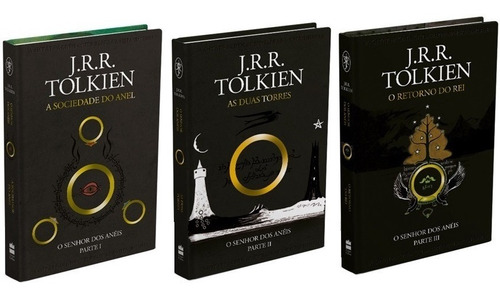 J.R.R.
TOLKIEN
A SOCIEDADE DO ANEL
O SENHOR DOS ANÉIS
PARTE I
J.R.R.
TOLKIEN
AS DUAS TORRES
O SENHOR DOS ANÉIS
PARTE II
J.R.R.
TOLKIEN
O RETORNO DO REI
O SENHOR DOS ANÉIS
PARTE III